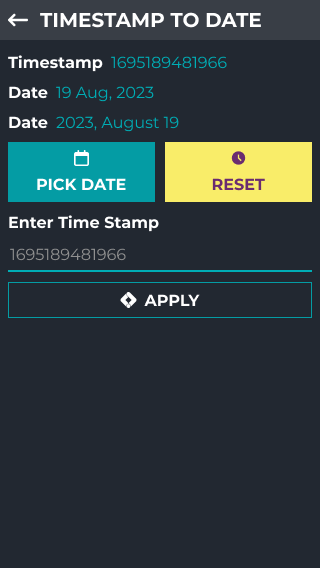 TIMESTAMP TO DATE
Timestamp 1695189481966
Date 19 Aug, 2023
Date 2023, August 19
PICK DATE
RESET
Enter Time Stamp
1695189481966
APPLY